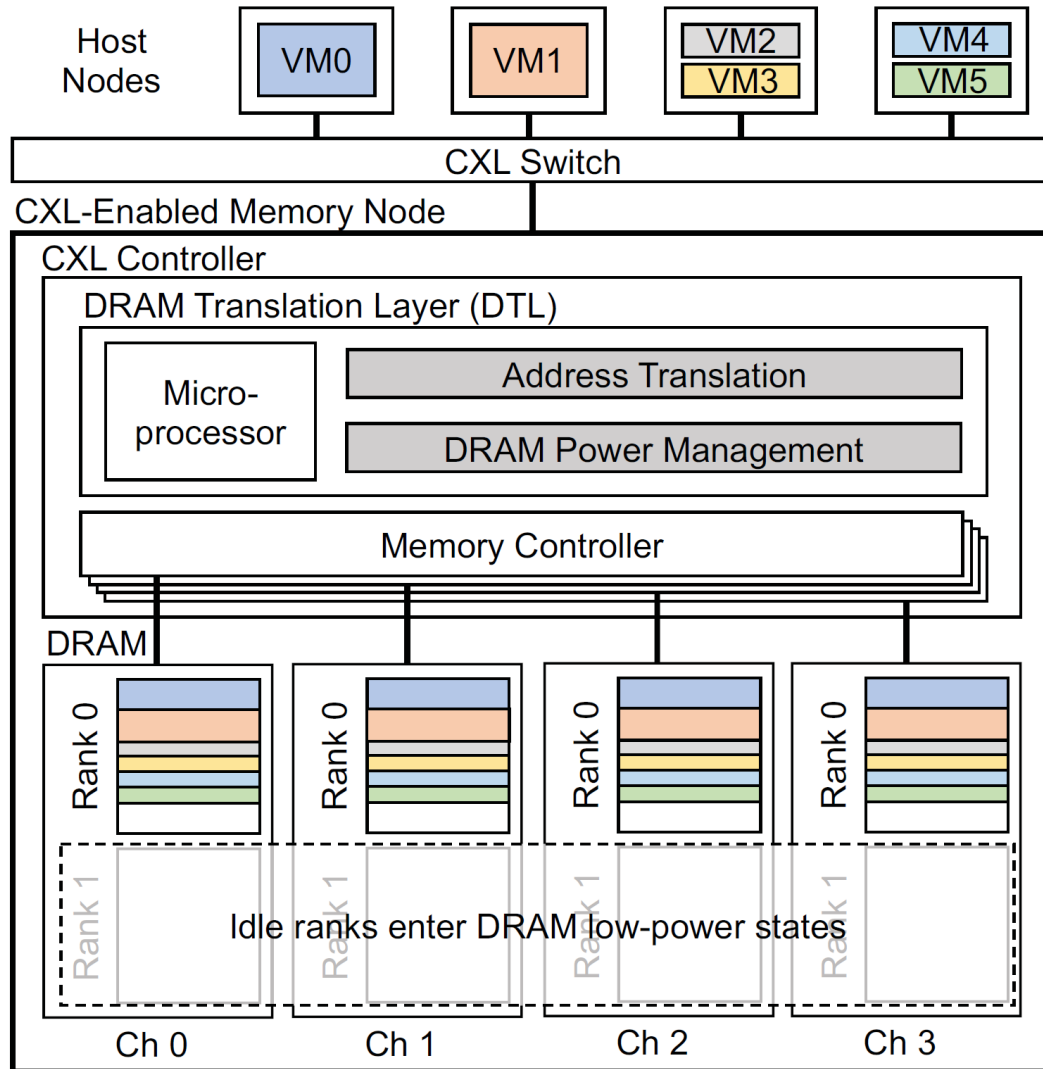 Host
Nodes
VM0
VM1
VM2
VM3
VM4
VM5
CXL Switch
CXL-Enabled Memory Node
CXL Controller
DRAM Translation Layer (DTL)
Micro-
processor
Address Translation
DRAM Power Management
Memory Controller
DRAM
Rank 0
Rank 0
Rank 0
Rank 0
Rank 1
Rank 1
Rank 1
Rank 1
Idle ranks enter DRAM low-power states
Ch 0
Ch 1
Ch 2
Ch 3